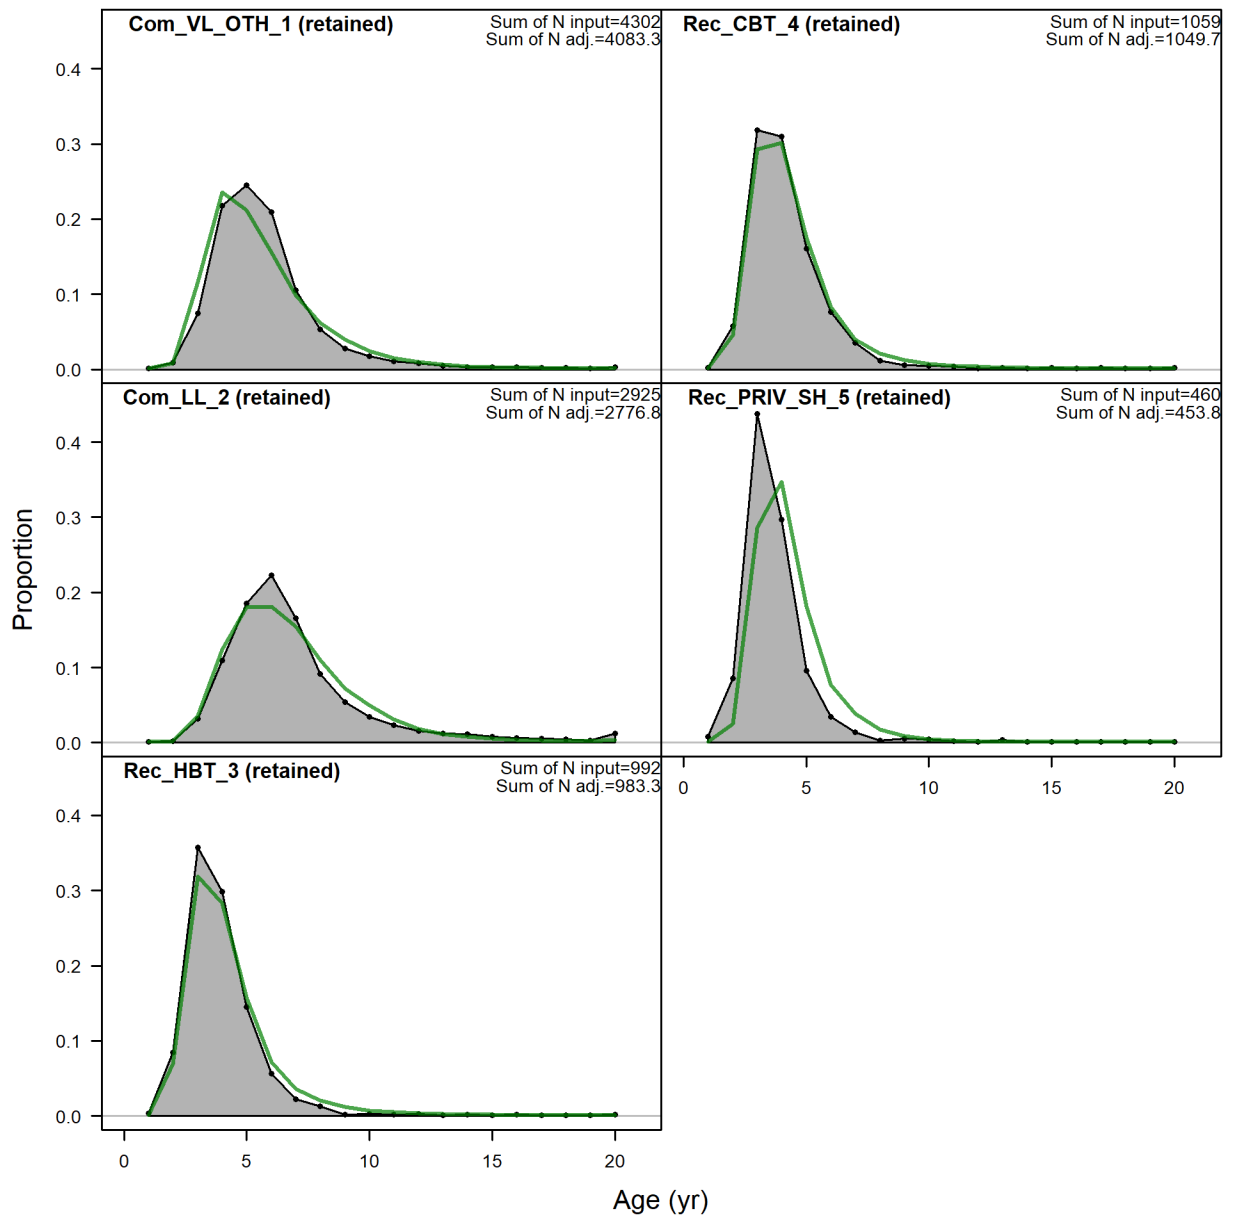 Com_VL_OTH_1 (retained)
Sum of N input=4302
Sum of N adj.=4083.3
0.4
0.3
0.2
0.1
0.0
Rec_CBT_4 (retained)
Sum of N input=1059
Sum of N adj.=1049.7
Com_LL_2 (retained)
Sum of N input=2925
Sum of N adj.=2776.8
0.4
0.3
0.2
0.1
0.0
Rec_PRIV_SH_5 (retained)
Sum of N input=460
Sum of N adj.=453.8
0 5 10 15 20
Rec_HBT_3 (retained)
Sum of N input=992
Sum of N adj.=983.3
0.4
0.3
0.2
0.1
0.0
0 5 10 15 20
Proportion
Age (yr)